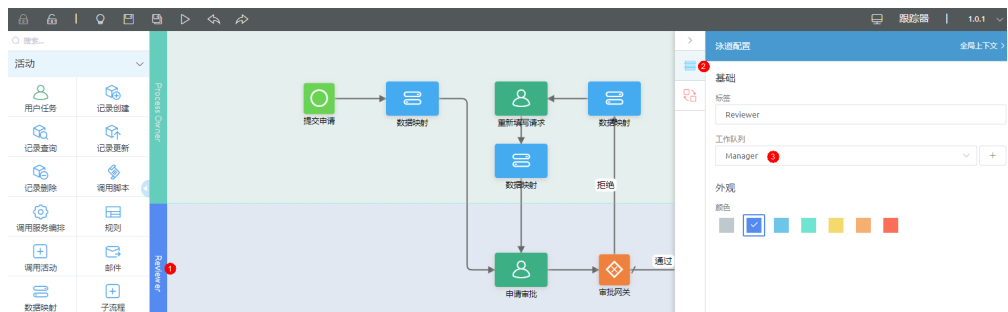 跟踪器
1.0.1
搜索...
活动
用户任务
记录创建
记录查询
记录更新
记录删除
调用脚本
调用服务编排
规则
调用活动
邮件
数据映射
子流程
Process Owner
Reviewer
1
提交申请
数据映射
重新填写请求
数据映射
数据映射
拒绝
申请审批
审批网关
通过
2
泳道配置
全局上下文
基础
标签
Reviewer
工作队列
Manager
3
外观
颜色